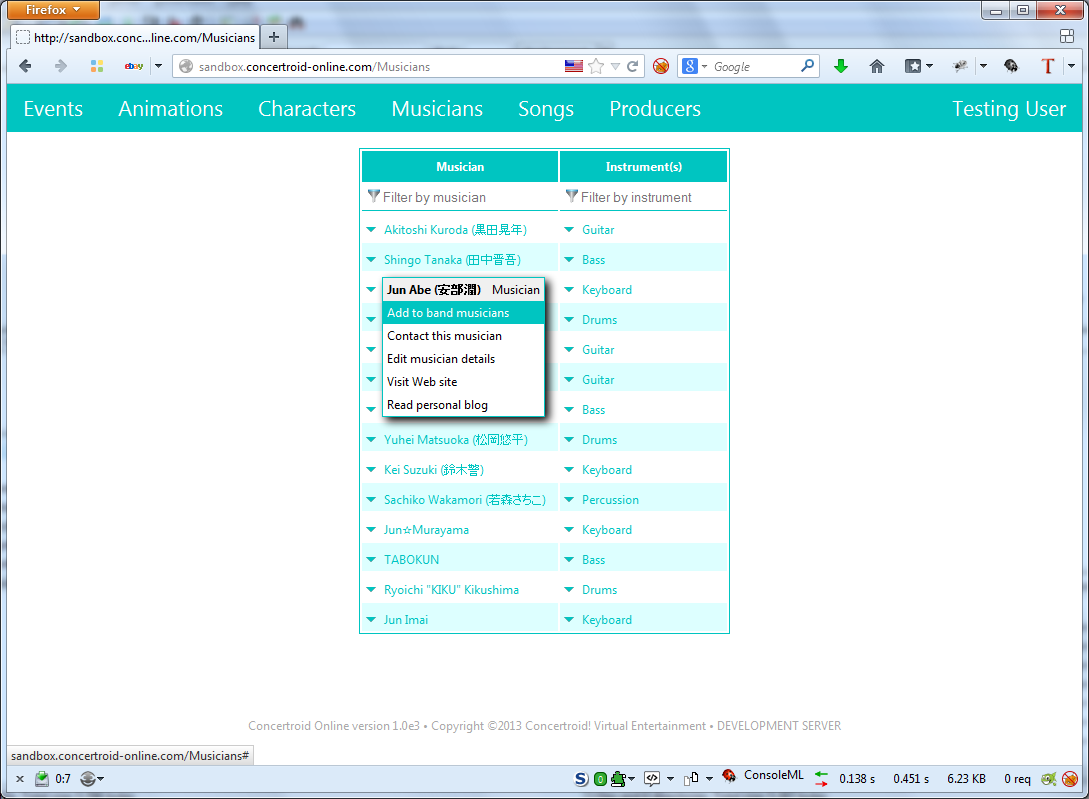 Firefox
http://sandbox.conc...line.com/Musicians
sandbox.concertroid-online.com/Musicians
Google
Events Animations Characters Musicians Songs Producers Testing User
Musician Instrument(s)
Filter by musician Filter by instrument
Akitoshi Kuroda (黒田晃年) Guitar
Shingo Tanaka (田中晋吾) Bass
Jun Abe (安部潤) Musician Keyboard
Add to band musicians Drums
Contact this musician Guitar
Edit musician details
Visit Web site Guitar
Read personal blog Bass
Yuhei Matsuoka (松岡悠平) Drums
Kei Suzuki (鈴木誓) Keyboard
Sachiko Wakamori (若森さちこ) Percussion
Jun☆Murayama Keyboard
TABOKUN Bass
Ryoichi "KIKU" Kikushima Drums
Jun Imai Keyboard
Concertroid Online version 1.0e3 • Copyright ©2013 Concertroid! Virtual Entertainment • DEVELOPMENT SERVER
sandbox.concertroid-online.com/Musicians#
0:7 S 0 ConsoleML 0.138 s 0.451 s 6.23 KB 0 req